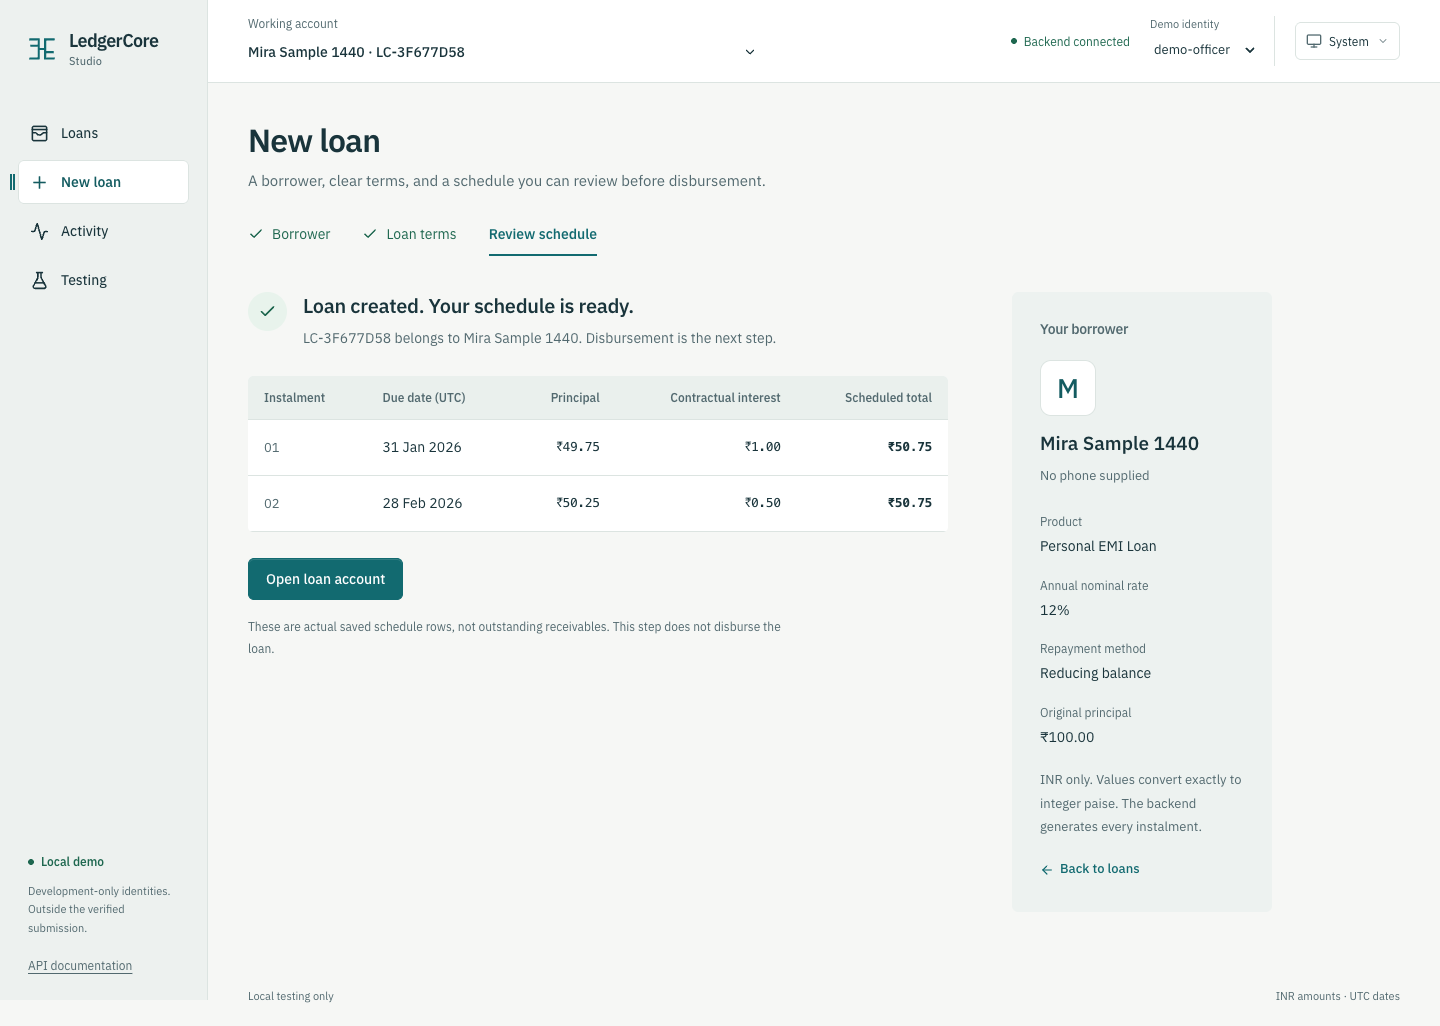 LedgerCore
Studio
Loans
New loan
Activity
Testing
Local demo
Development-only identities.
Outside the verified
submission.
API documentation
Working account
Mira Sample 1440 · LC-3F677D58
Backend connected
Demo identity
demo-officer
System
New loan
A borrower, clear terms, and a schedule you can review before disbursement.
Borrower
Loan terms
Review schedule
Loan created. Your schedule is ready.
LC-3F677D58 belongs to Mira Sample 1440. Disbursement is the next step.
Instalment Due date (UTC) Principal Contractual interest Scheduled total
01 31 Jan 2026 ₹49.75 ₹1.00 ₹50.75
02 28 Feb 2026 ₹50.25 ₹0.50 ₹50.75
Open loan account
These are actual saved schedule rows, not outstanding receivables. This step does not disburse the
loan.
Your borrower
M
Mira Sample 1440
No phone supplied
Product
Personal EMI Loan
Annual nominal rate
12%
Repayment method
Reducing balance
Original principal
₹100.00
INR only. Values convert exactly to
integer paise. The backend
generates every instalment.
Back to loans
Local testing only
INR amounts · UTC dates